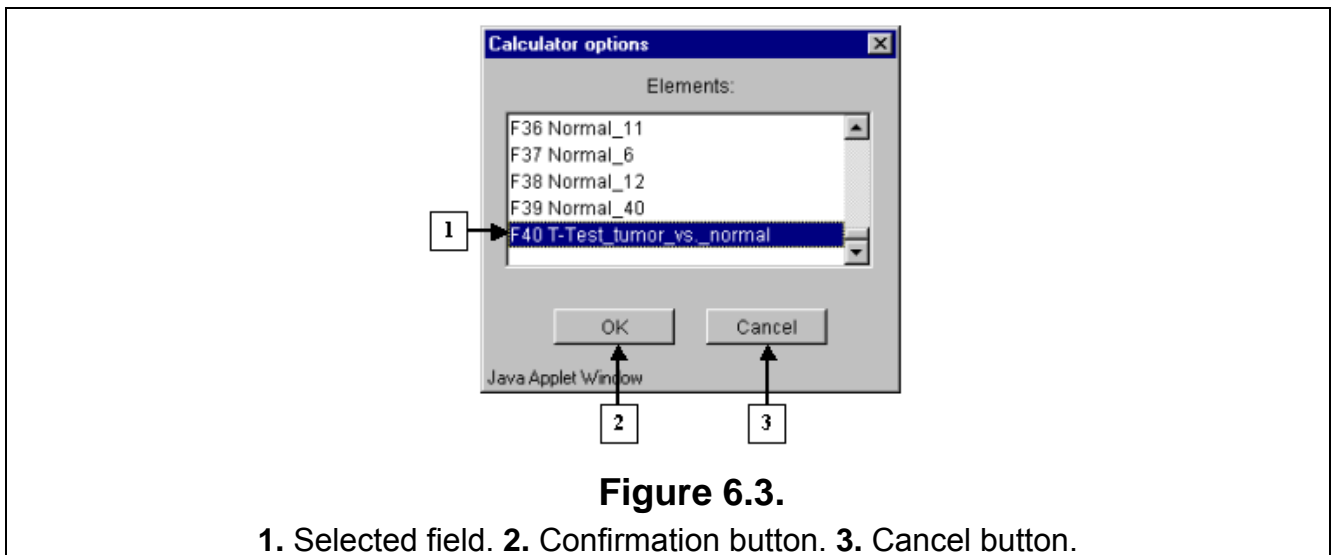 Calculator options
Elements:
F36 Normal_11
F37 Normal_6
F38 Normal_12
F39 Normal_40
1
F40 T-Test_tumor_vs._normal
OK
Cancel
Java Applet Window
2
3
Figure 6.3.
1. Selected field. 2. Confirmation button. 3. Cancel button.